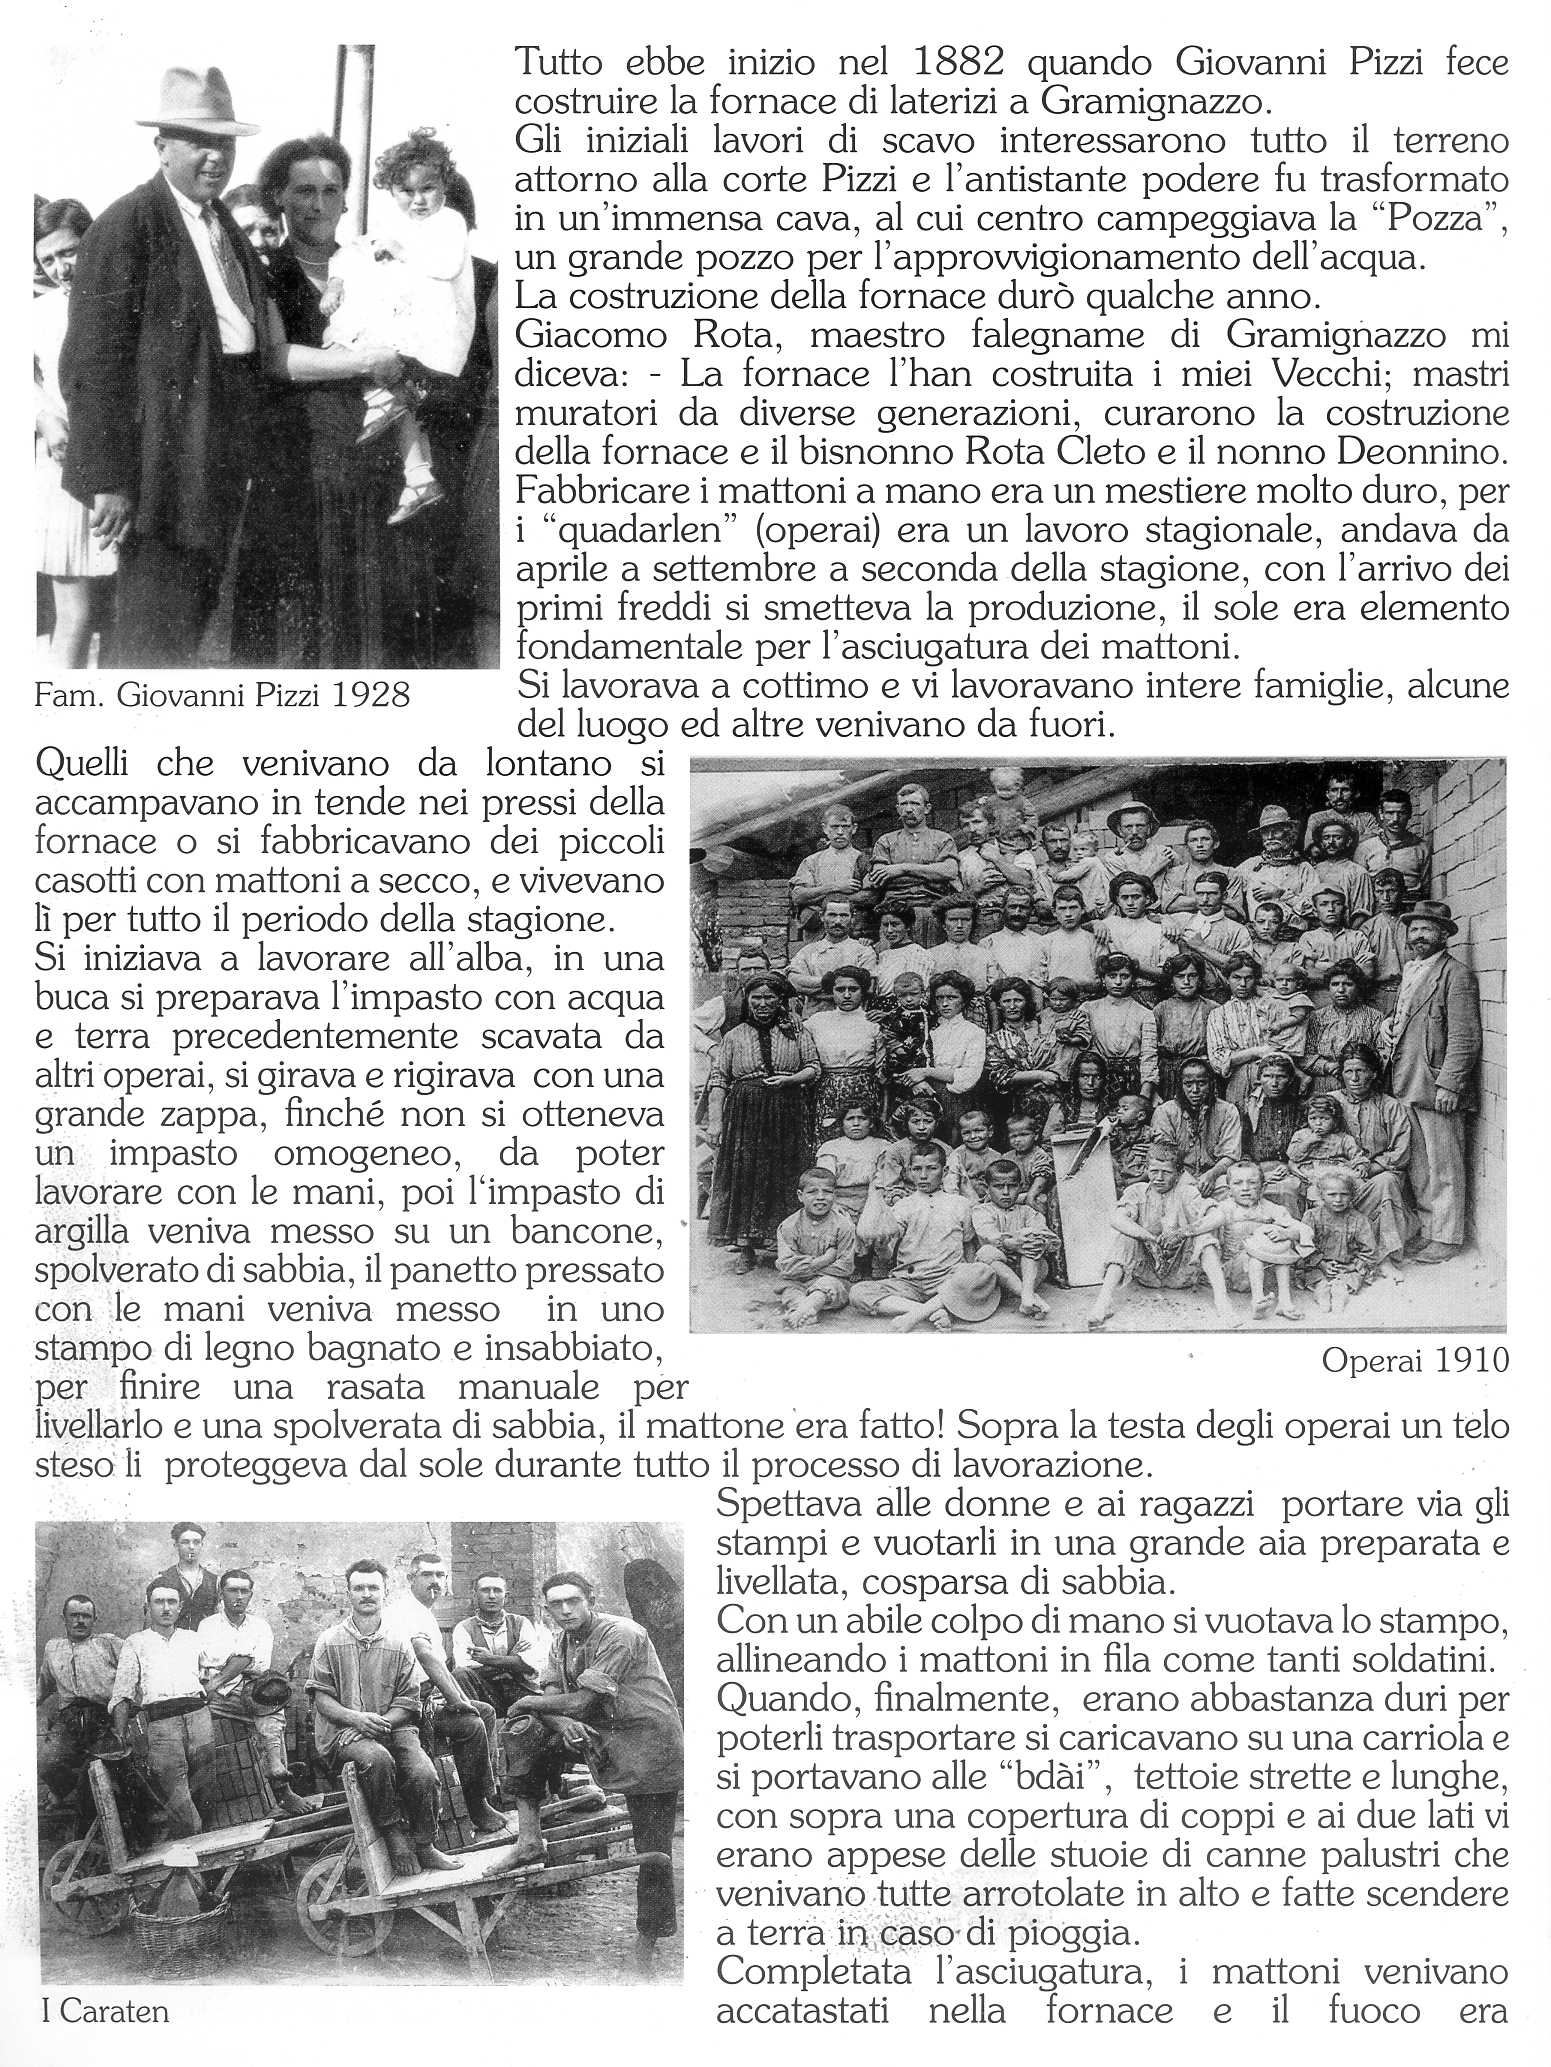 Tutto ebbe inizio nel 1882 quando Giovanni Pizzi fece
costruire la fornace di laterizi a Gramignazzo.
Gli iniziali lavori di scavo interessarono tutto il terreno
attorno alla corte Pizzi e l'antistante podere fu trasformato
in un'immensa cava, al cui centro campeggiava la “Pozza”,
un grande pozzo per l'approvvigionamento dell'acqua.
La costruzione della fornace durò qualche anno.
Giacomo Rota, maestro falegname di Gramignazzo mi
diceva: - La fornace l'han costruita i miei Vecchi; mastri
muratori da diverse generazioni, curarono la costruzione
della fornace e il bisnonno Rota Cleto e il nonno Deonnino.
Fabbricare i mattoni a mano era un mestiere molto duro, per
i “quadarlen” (operai) era un lavoro stagionale, andava da
aprile a settembre a seconda della stagione, con l'arrivo dei
primi freddi si smetteva la produzione, il sole era elemento
fondamentale per l'asciugatura dei mattoni.
Fam. Giovanni Pizzi 1928
Si lavorava a cottimo e vi lavoravano intere famiglie, alcune
del luogo ed altre venivano da fuori.
Quelli che venivano da lontano si
accampavano in tende nei pressi della
fornace o si fabbricavano dei piccoli
casotti con mattoni a secco, e vivevano
lì per tutto il periodo della stagione.
Si iniziava a lavorare all'alba, in una
buca si preparava l'impasto con acqua
e terra precedentemente scavata da
altri operai, si girava e rigirava con una
grande zappa, finché non si otteneva
un impasto omogeneo, da poter
lavorare con le mani, poi l‘impasto di
argilla veniva messo su un bancone,
spolverato di sabbia, il panetto pressato
con le mani veniva messo in uno
stampo di legno bagnato e insabbiato,
Operai 1910
per finire una rasata manuale per
livellarlo e una spolverata di sabbia, il mattone era fatto! Sopra la testa degli operai un telo
steso li proteggeva dal sole durante tutto il processo di lavorazione.
Spettava alle donne e ai ragazzi portare via gli
stampi e vuotarli in una grande aia preparata e
livellata, cosparsa di sabbia.
Con un abile colpo di mano si vuotava lo stampo,
allineando i mattoni in fila come tanti soldatini.
Quando, finalmente, erano abbastanza duri per
poterli trasportare si caricavano su una carriola e
si portavano alle “bdài”, tettoie strette e lunghe,
con sopra una copertura di coppi e ai due lati vi
erano appese delle stuoie di canne palustri che
venivano tutte arrotolate in alto e fatte scendere
a terra in caso di pioggia.
Completata l'asciugatura, i mattoni venivano
accatastati nella fornace e il fuoco era
I Caraten